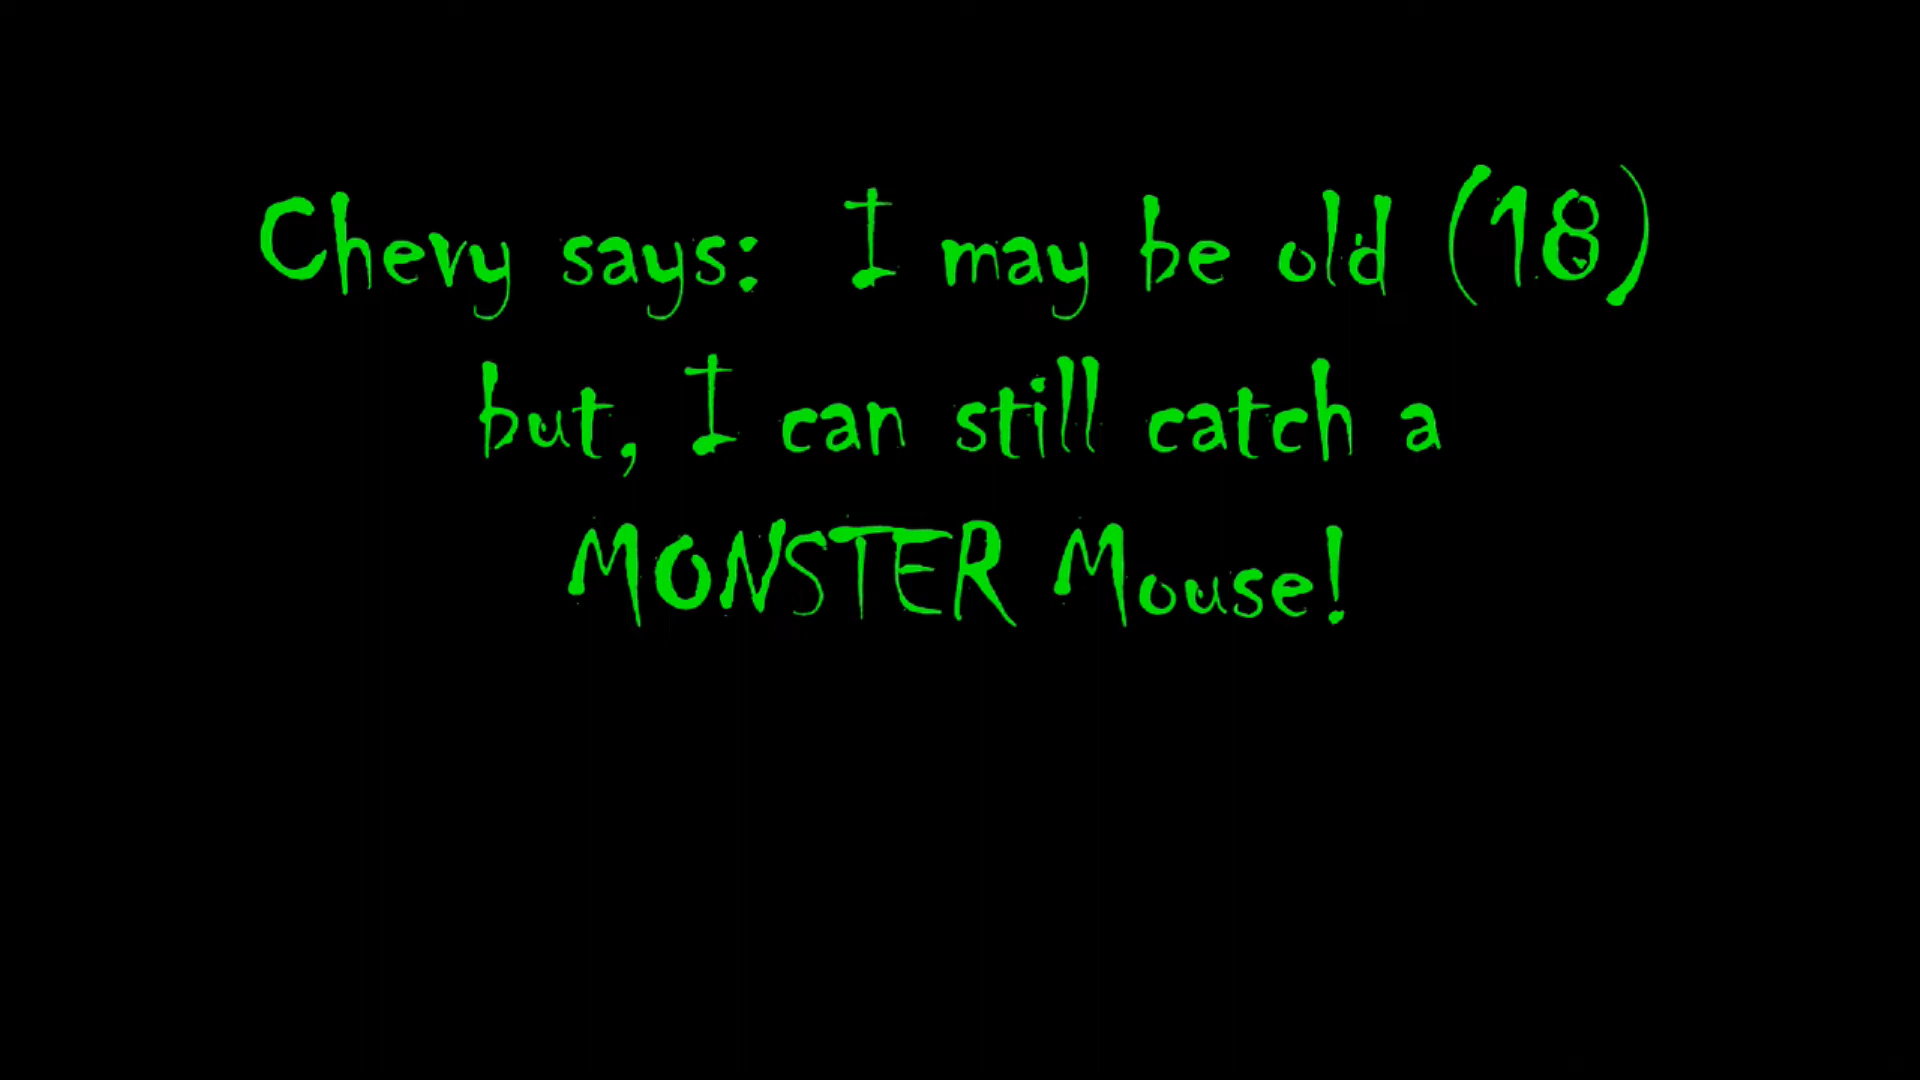 Chevy says:  I may be old (18)
but, I can still catch a
MONSTER Mouse!